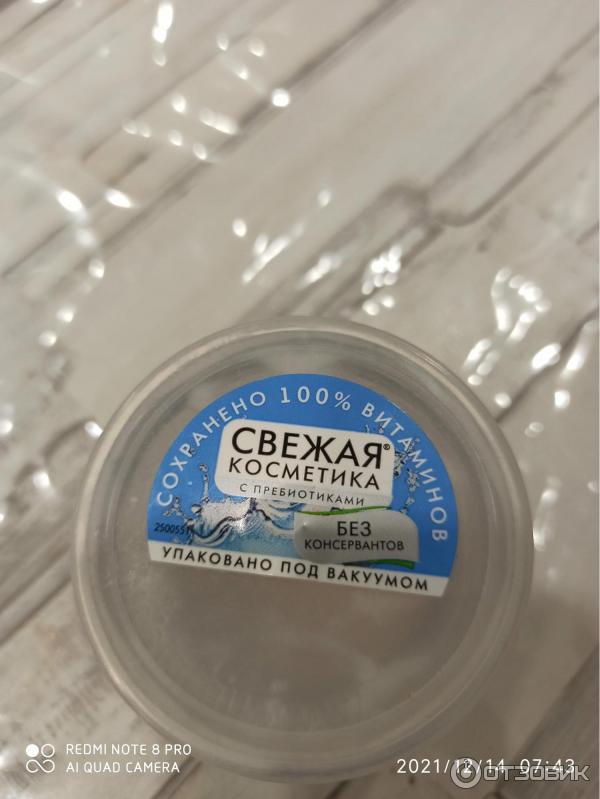 СОХРАНЕНО 100% ВИТАМИНОВ
СВЕЖАЯ®
КОСМЕТИКА
С ПРЕБИОТИКАМИ
БЕЗ
КОНСЕРВАНТОВ
УПАКОВАНО ПОД ВАКУУМОМ
REDMI NOTE 8 PRO
AI QUAD CAMERA
2021/12/14 07:43
ОТЗОВИК